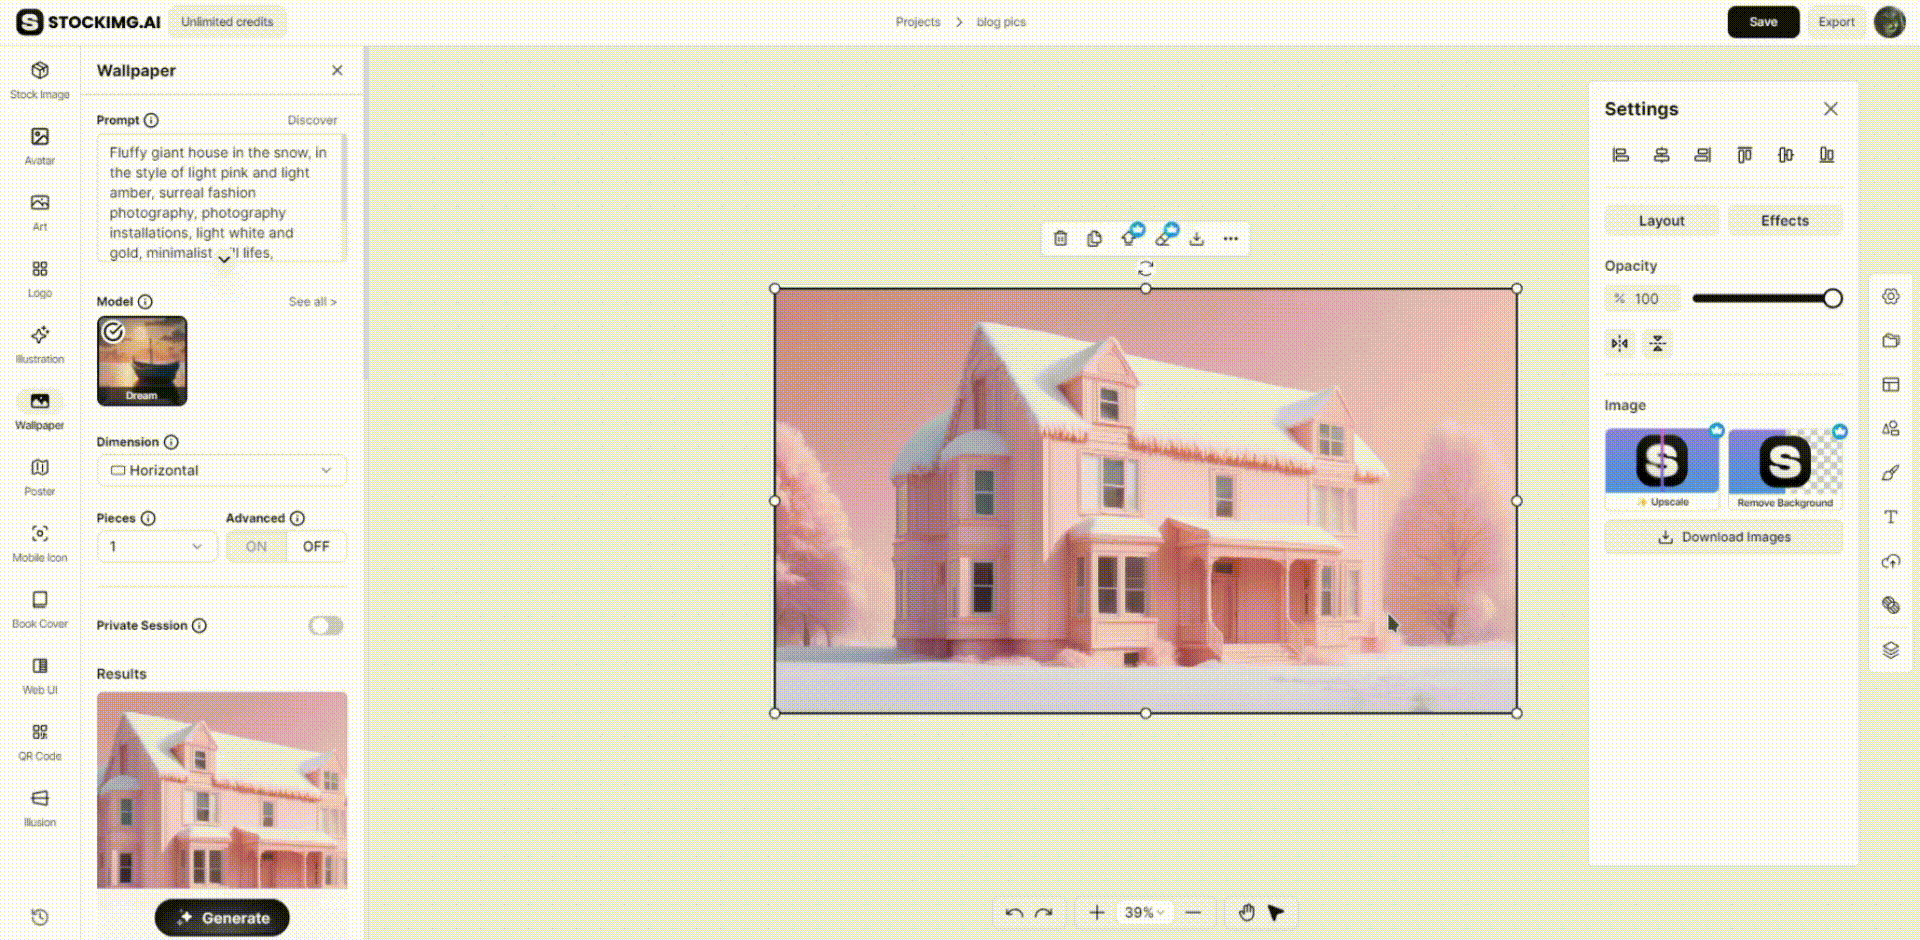 STOCKIMG.AI
Unlimited credits
Projects > blog pics
Save
Export
Stock Image
Avatar
Art
Logo
Illustration
Wallpaper
Poster
Mobile Icon
Book Cover
Web UI
QR Code
Illusion
Wallpaper
Prompt
Discover
Fluffy giant house in the snow, in
the style of light pink and light
amber, surreal fashion
photography, photography
installations, light white and
gold, minimalist lifes,
Model
See all >
Dream
Dimension
Horizontal
Pieces
Advanced
1
ON
OFF
Private Session
Results
Generate
39%
Settings
Layout
Effects
Opacity
% 100
Image
Upscale
Remove Background
Download Images